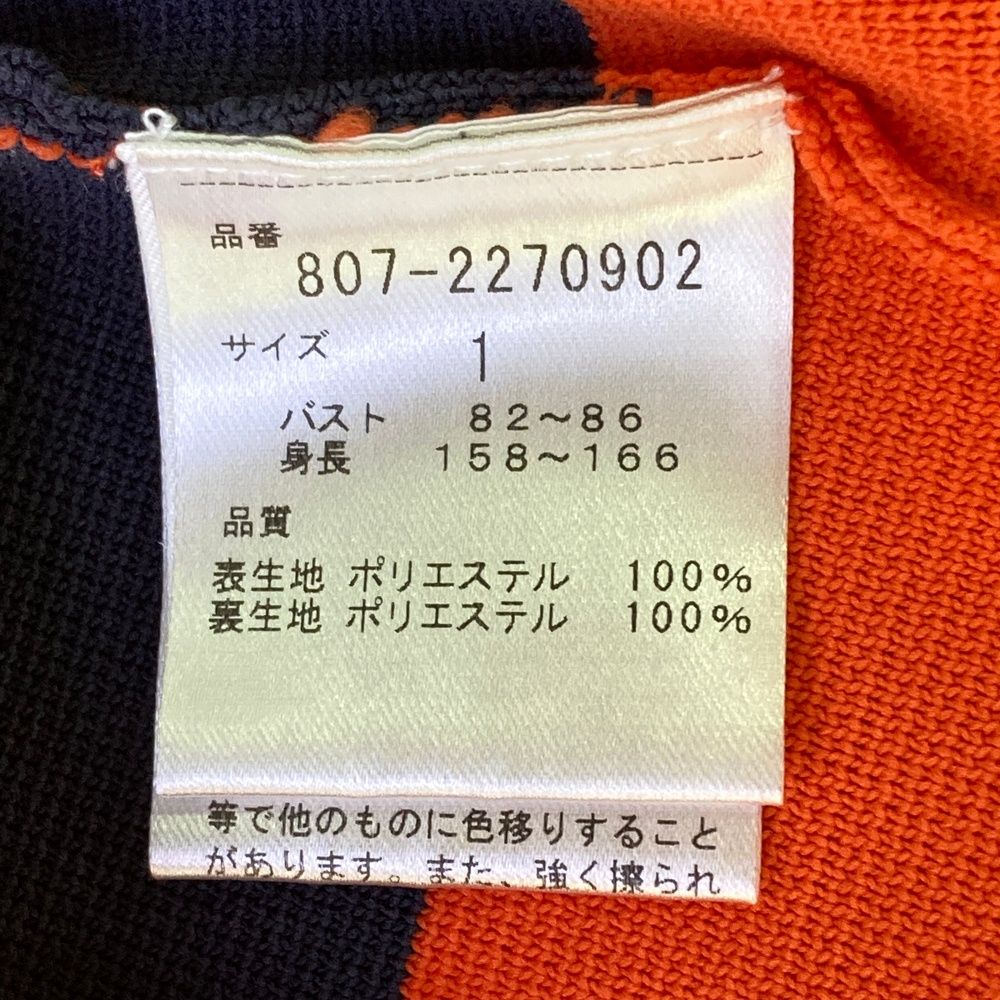 品番
807-2270902
サイズ 1
バスト 82～86
身長 158～166
品質
表生地 ポリエステル 100%
裏生地 ポリエステル 100%
等で他のものに色移りすること
があります。また、強く擦られ